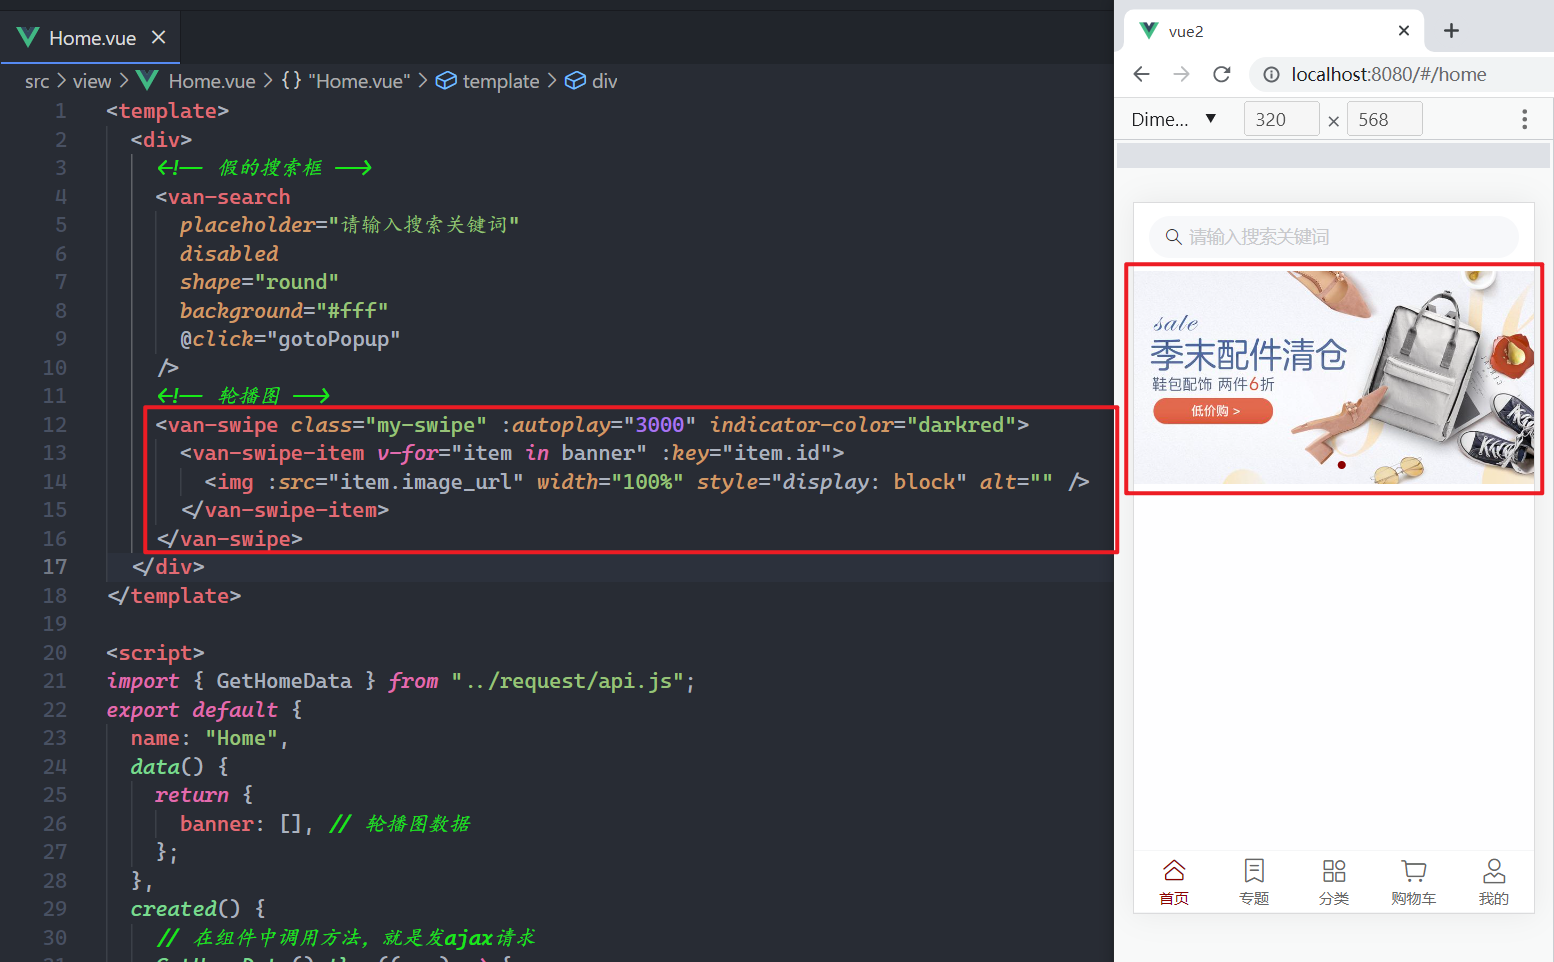 Home.vue
src > view > Home.vue > {} "Home.vue" > template > div
1 <template>
2 <div>
3 <!-- 假的搜索框 -->
4 <van-search
5 placeholder="请输入搜索关键词"
6 disabled
7 shape="round"
8 background="#fff"
9 @click="gotoPopup"
10 />
11 <!-- 轮播图 -->
12 <van-swipe class="my-swipe" :autoplay="3000" indicator-color="darkred">
13 <van-swipe-item v-for="item in banner" :key="item.id">
14 <img :src="item.image_url" width="100%" style="display: block" alt="" />
15 </van-swipe-item>
16 </van-swipe>
17 </div>
18 </template>
19
20 <script>
21 import { GetHomeData } from "../request/api.js";
22 export default {
23 name: "Home",
24 data() {
25 return {
26 banner: [], // 轮播图数据
27 };
28 },
29 created() {
30 // 在组件中调用方法，就是发ajax请求
vue2
localhost:8080/#/home
Dime... 320 × 568
请输入搜索关键词
sale
季末配件清仓
鞋包配饰 两件6折
低价购 >
首页 专题 分类 购物车 我的